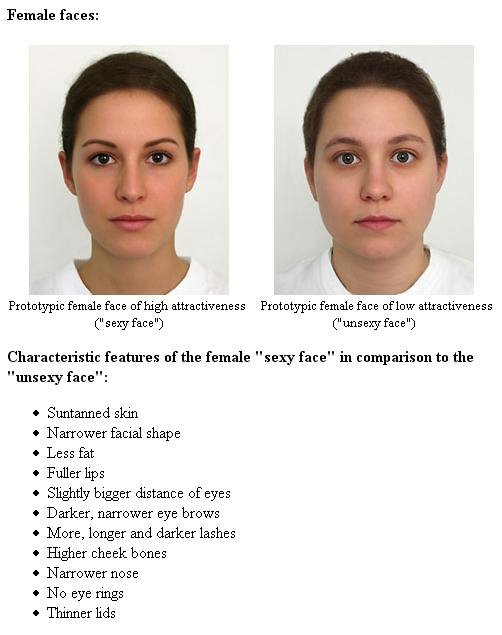 Female faces:
Prototypic female face of high attractiveness
("sexy face")
Prototypic female face of low attractiveness
("unsexy face")
Characteristic features of the female "sexy face" in comparison to the
"unsexy face":
Suntanned skin
Narrower facial shape
Less fat
Fuller lips
Slightly bigger distance of eyes
Darker, narrower eye brows
More, longer and darker lashes
Higher cheek bones
Narrower nose
No eye rings
Thinner lids